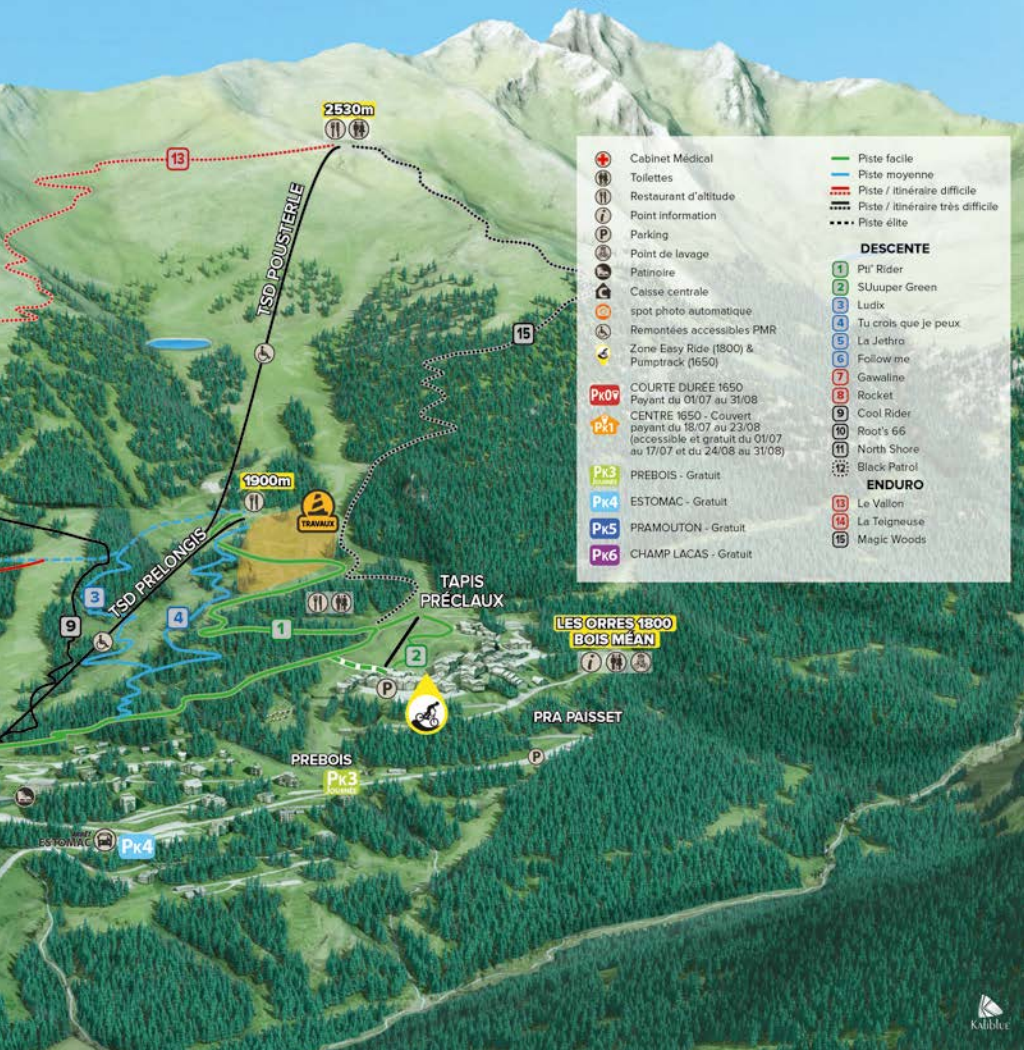 2530m
13
TSD POUSTERLE
15
1900m
TRAVAUX
3
TSD PRELONGIS
4
9
1
TAPIS
PRÉCLAUX
2
LES ORRES 1800
BOIS MÉAN
i
P
PRA PAISSET
P
PREBOIS
PK3
JOURNÉE
ESTOMAC
PK4
Cabinet Médical
Toilettes
Restaurant d'altitude
i Point information
P Parking
Point de lavage
Patinoire
Caisse centrale
spot photo automatique
Remontées accessibles PMR
Zone Easy Ride (1800) &
Pumptrack (1650)
PK0 COURTE DURÉE 1650
Payant du 01/07 au 31/08
PK1 CENTRE 1650 - Couvert
payant du 18/07 au 23/08
(accessible et gratuit du 01/07
au 17/07 et du 24/08 au 31/08)
PK3 JOURNÉE PREBOIS - Gratuit
PK4 ESTOMAC - Gratuit
PK5 PRAMOUTON - Gratuit
PK6 CHAMP LACAS - Gratuit
Piste facile
Piste moyenne
Piste / itinéraire difficile
Piste / itinéraire très difficile
Piste élite
DESCENTE
1 Pti' Rider
2 SUuuper Green
3 Ludix
4 Tu crois que je peux
5 La Jethro
6 Follow me
7 Gawaline
8 Rocket
9 Cool Rider
10 Root's 66
11 North Shore
12 Black Patrol
ENDURO
13 Le Vallon
14 La Teigneuse
15 Magic Woods
KALIBLUE